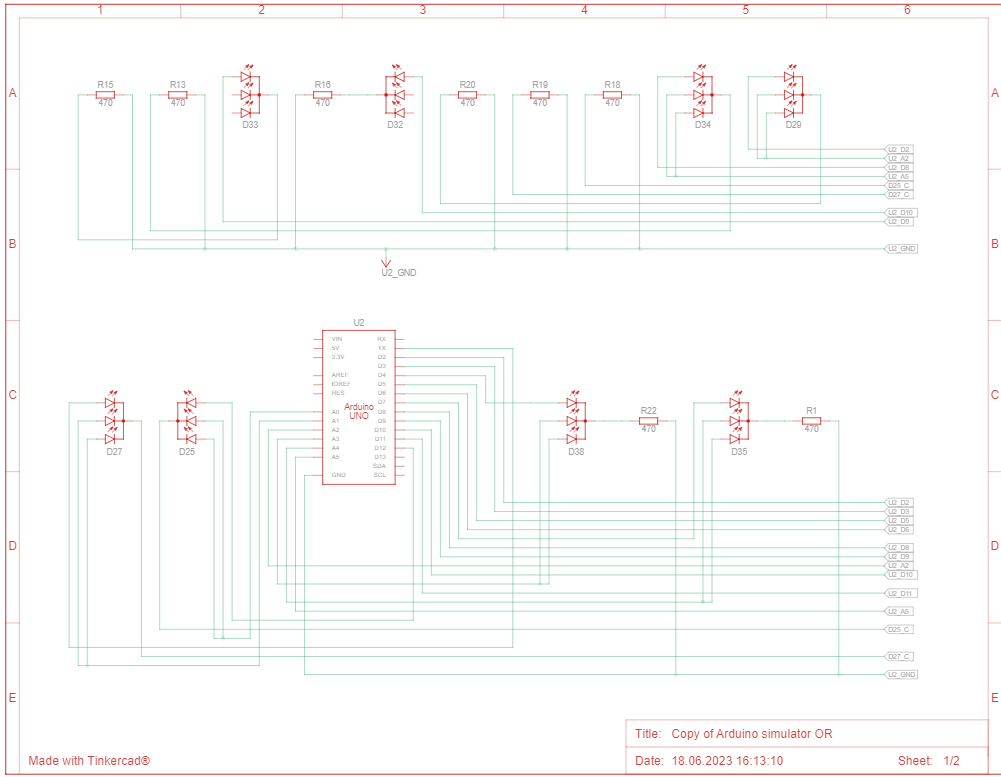 1 2 3 4 5 6
A A
R15 R13 R16 R20 R19 R18
470 470 470 470 470 470
D33 D32 D34 D29
U2_D2
U2_A2
U2_D8
U2_A5
D25_C
D27_C
U2_D10
U2_D9
B B
U2_GND
U2_GND
U2
VIN RX
5V TX
3.3V D2
D3
AREF D4
IOREF D5
RES D6
D7
Arduino
UNO
A0 D8
A1 D9
A2 D10
A3 D11
A4 D12
A5 D13
SDA
GND SCL
C C
R22 R1
470 470
D27 D25 D38 D35
U2_D2
U2_D3
U2_D5
U2_D6
D D
U2_D8
U2_D9
U2_A2
U2_D10
U2_D11
U2_A5
D25_C
D27_C
U2_GND
E E
Title: Copy of Arduino simulator OR
Made with Tinkercad®
Date: 18.06.2023 16:13:10
Sheet: 1/2